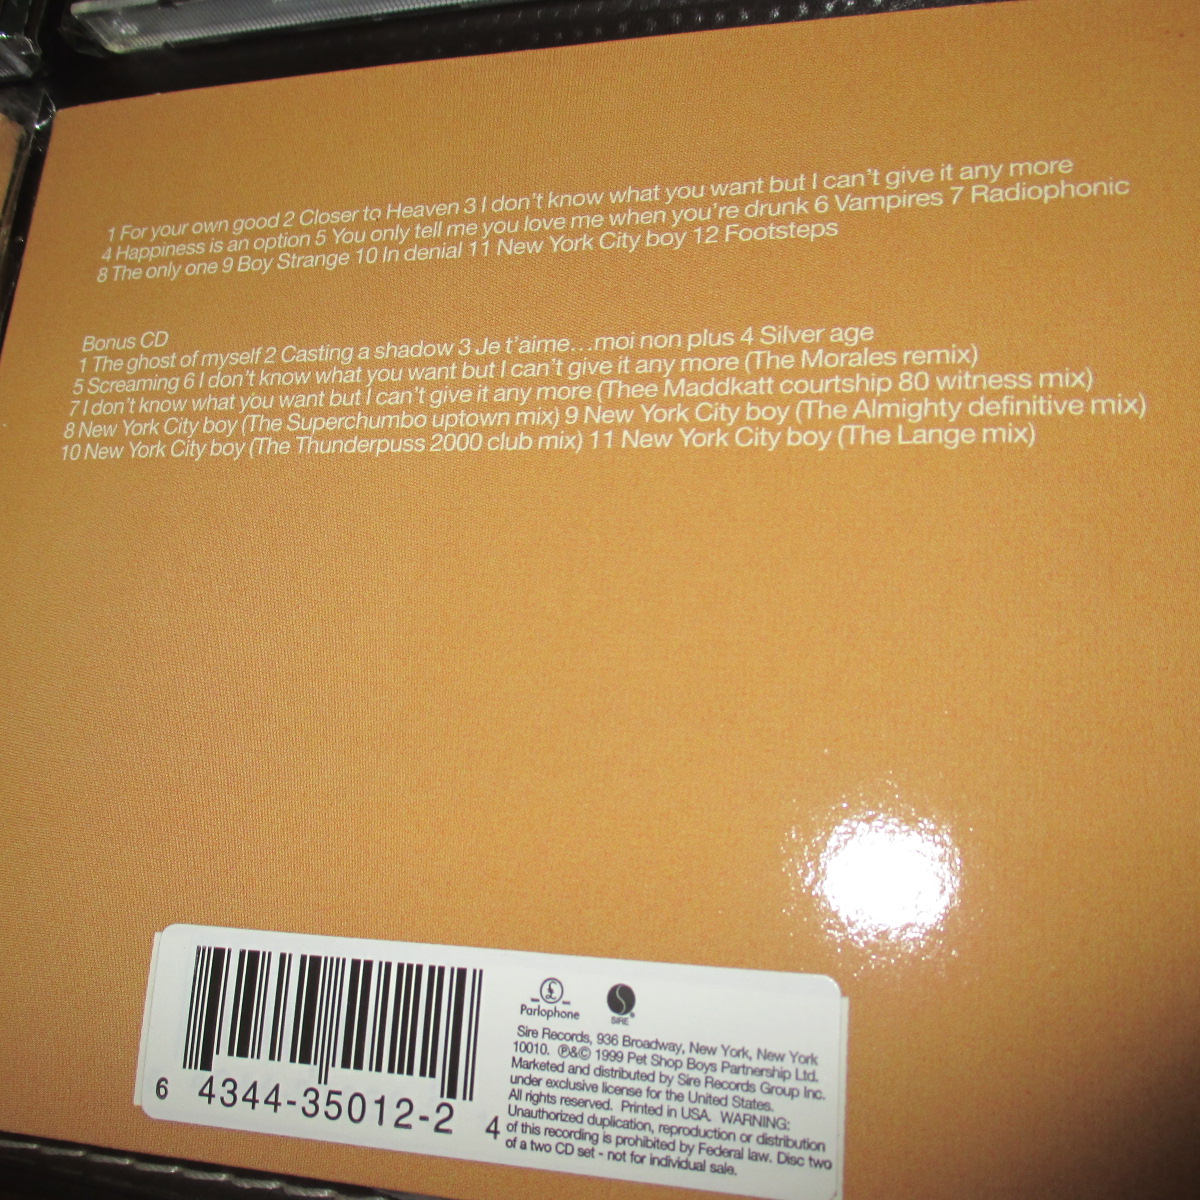 1 For your own good 2 Closer to Heaven 3 I don't know what you want but I can't give it any more
4 Happiness is an option 5 You only tell me you love me when you're drunk 6 Vampires 7 Radiophonic
8 The only one 9 Boy Strange 10 In denial 11 New York City boy 12 Footsteps
Bonus CD
1 The ghost of myself 2 Casting a shadow 3 Je t'aime...moi non plus 4 Silver age
5 Screaming 6 I don't know what you want but I can't give it any more (The Morales remix)
7 I don't know what you want but I can't give it any more (Thee Maddkatt courtship 80 witness mix)
8 New York City boy (The Superchumbo uptown mix) 9 New York City boy (The Almighty definitive mix)
10 New York City boy (The Thunderpuss 2000 club mix) 11 New York City boy (The Lange mix)
6 4344-35012-2 4
£
Parlophone
SIRE
Sire Records, 936 Broadway, New York, New York
10010. ℗&© 1999 Pet Shop Boys Partnership Ltd.
Marketed and distributed by Sire Records Group Inc.
under exclusive license for the United States.
All rights reserved. Printed in USA. WARNING:
Unauthorized duplication, reproduction or distribution
of this recording is prohibited by Federal law. Disc two
of a two CD set - not for individual sale.